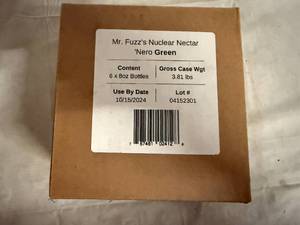 Mr. Fuzz's Nuclear Nectar
'Nero Green
Content
6 x 8oz Bottles
Gross Case Wgt
3.81 lbs
Use By Date
10/15/2024
Lot #
04152301